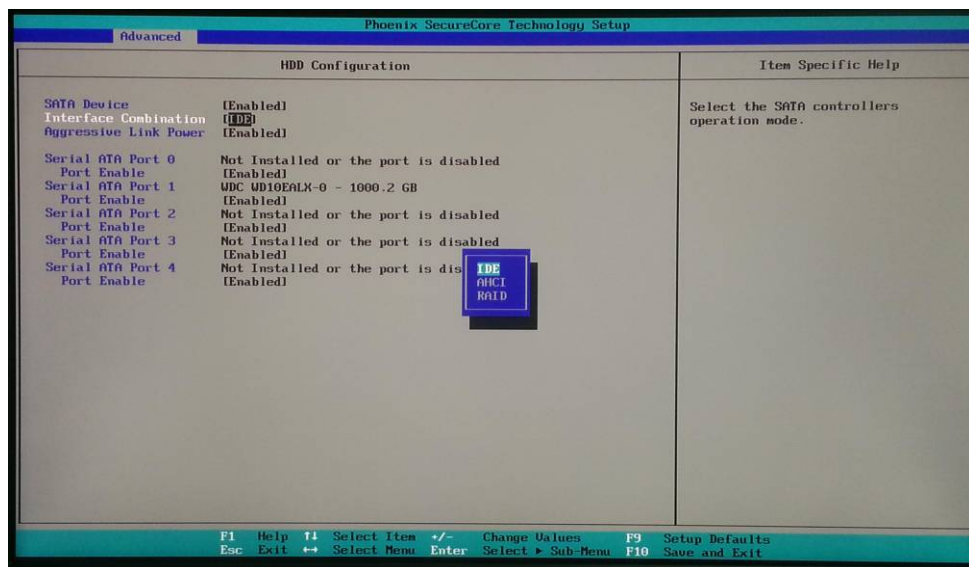 Phoenix SecureCore Technology Setup
Advanced
HDD Configuration
Item Specific Help
SATA Device [Enabled]
Interface Combination [IDE]
Aggressive Link Power [Enabled]
Select the SATA controllers
operation mode.
Serial ATA Port 0 Not Installed or the port is disabled
Port Enable [Enabled]
Serial ATA Port 1 WDC WD10EALX-0 - 1000.2 GB
Port Enable [Enabled]
Serial ATA Port 2 Not Installed or the port is disabled
Port Enable [Enabled]
Serial ATA Port 3 Not Installed or the port is disabled
Port Enable [Enabled]
Serial ATA Port 4 Not Installed or the port is dis
Port Enable [Enabled]
IDE
AHCI
RAID
F1 Help ↑↓ Select Item +/- Change Values F9 Setup Defaults
Esc Exit ↔ Select Menu Enter Select ▶ Sub-Menu F10 Save and Exit